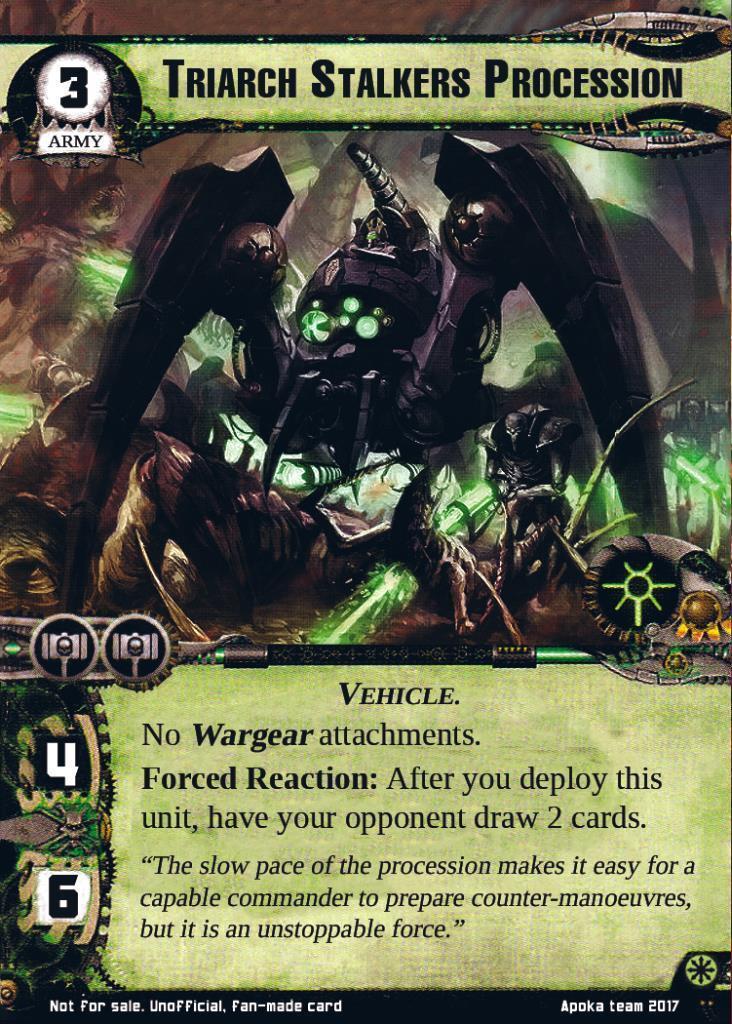 3
Triarch Stalkers Procession
ARMY
Vehicle.
No Wargear attachments.
4
Forced Reaction: After you deploy this
unit, have your opponent draw 2 cards.
6
“The slow pace of the procession makes it easy for a
capable commander to prepare counter-manoeuvres,
but it is an unstoppable force.”
Not for sale. Unofficial, fan-made card
Apoka team 2017